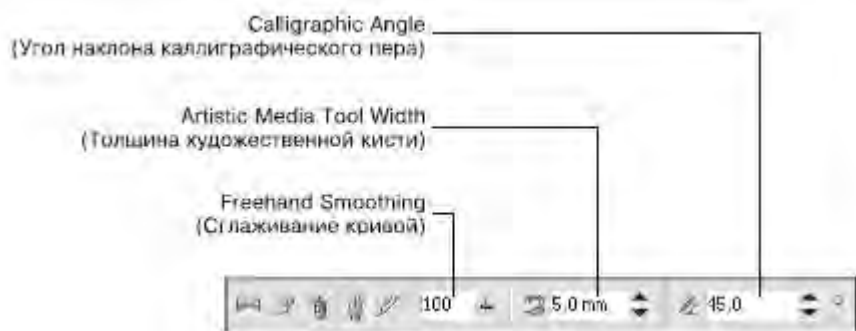 Calligraphic Angle
(Угол наклона каллиграфического пера)
Artistic Media Tool Width
(Толщина художественной кисти)
Freehand Smoothing
(Сглаживание кривой)
100 5,0 mm 45,0 °